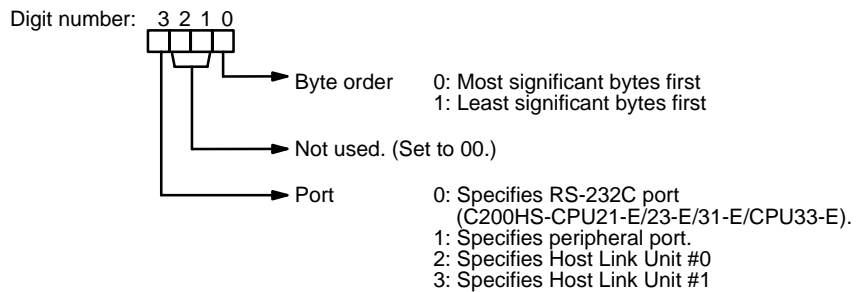 Digit number: 3 2 1 0
Byte order 0: Most significant bytes first
1: Least significant bytes first
Not used. (Set to 00.)
Port 0: Specifies RS-232C port
(C200HS-CPU21-E/23-E/31-E/CPU33-E).
1: Specifies peripheral port.
2: Specifies Host Link Unit #0
3: Specifies Host Link Unit #1